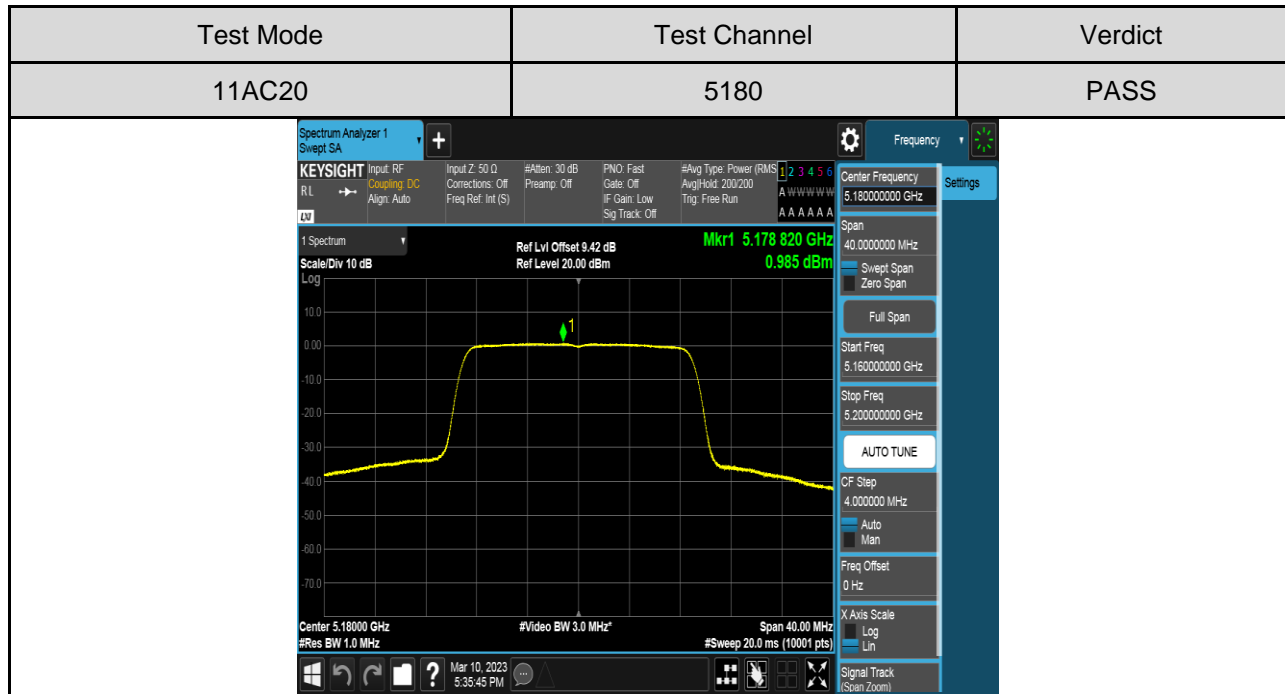 Test Mode Test Channel Verdict
11AC20 5180 PASS
Spectrum Analyzer 1
Swept SA
+
Frequency
KEYSIGHT
RL
LXI
Input: RF
Coupling: DC
Align: Auto
Input Z: 50 Ω
Corrections: Off
Freq Ref: Int (S)
#Atten: 30 dB
Preamp: Off
PNO: Fast
Gate: Off
IF Gain: Low
Sig Track: Off
#Avg Type: Power (RMS
Avg|Hold: 200/200
Trig: Free Run
1 2 3 4 5 6
A W W W W W
A A A A A A
1 Spectrum
Scale/Div 10 dB
Ref Lvl Offset 9.42 dB
Ref Level 20.00 dBm
Mkr1 5.178 820 GHz
0.985 dBm
Log
10.0
0.00
-10.0
-20.0
-30.0
-40.0
-50.0
-60.0
-70.0
1
Center 5.18000 GHz
#Res BW 1.0 MHz
#Video BW 3.0 MHz*
Span 40.00 MHz
#Sweep 20.0 ms (10001 pts)
Center Frequency
5.180000000 GHz
Span
40.0000000 MHz
Swept Span
Zero Span
Full Span
Start Freq
5.160000000 GHz
Stop Freq
5.200000000 GHz
AUTO TUNE
CF Step
4.000000 MHz
Auto
Man
Freq Offset
0 Hz
X Axis Scale
Log
Lin
Signal Track
(Span Zoom)
Settings
?
Mar 10, 2023
5:35:45 PM